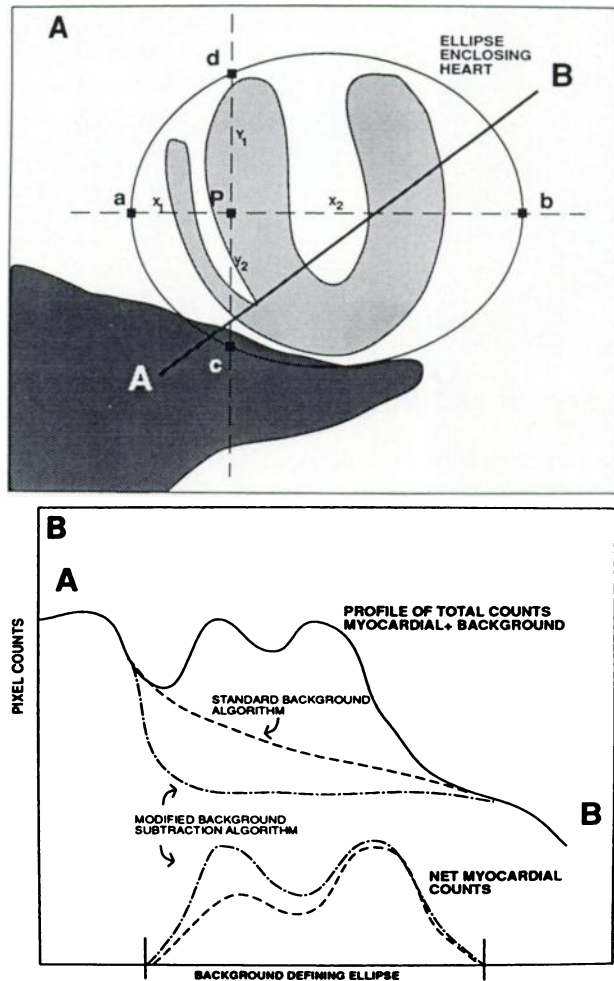 A
ELLIPSE
ENCLOSING
HEART
d
B
Y1
a
X1
P
X2
b
Y2
A
c
B
A
PROFILE OF TOTAL COUNTS
MYOCARDIAL+ BACKGROUND
PIXEL COUNTS
STANDARD BACKGROUND
ALGORITHM
MODIFIED BACKGROUND
SUBTRACTION ALGORITHM
B
NET MYOCARDIAL
COUNTS
BACKGROUND DEFINING ELLIPSE